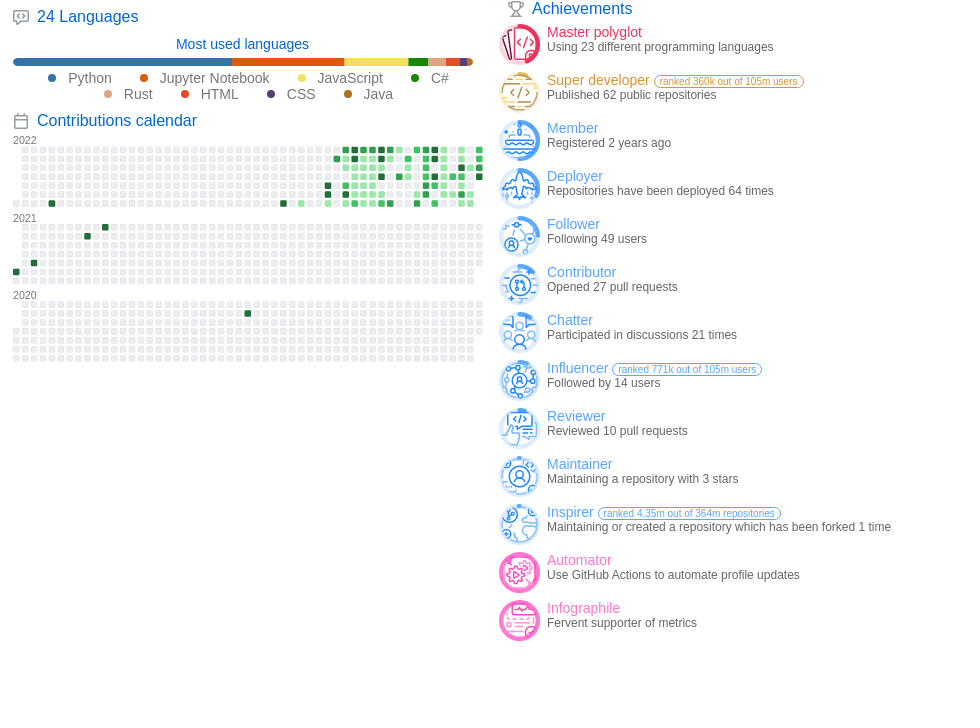 24 Languages
Most used languages
Python
Jupyter Notebook
JavaScript
C#
Rust
HTML
CSS
Java
Contributions calendar
2022
2021
2020
Achievements
Master polyglot
Using 23 different programming languages
Super developer ranked 360k out of 105m users
Published 62 public repositories
Member
Registered 2 years ago
Deployer
Repositories have been deployed 64 times
Follower
Following 49 users
Contributor
Opened 27 pull requests
Chatter
Participated in discussions 21 times
Influencer ranked 771k out of 105m users
Followed by 14 users
Reviewer
Reviewed 10 pull requests
Maintainer
Maintaining a repository with 3 stars
Inspirer ranked 4.35m out of 364m repositories
Maintaining or created a repository which has been forked 1 time
Automator
Use GitHub Actions to automate profile updates
Infographile
Fervent supporter of metrics